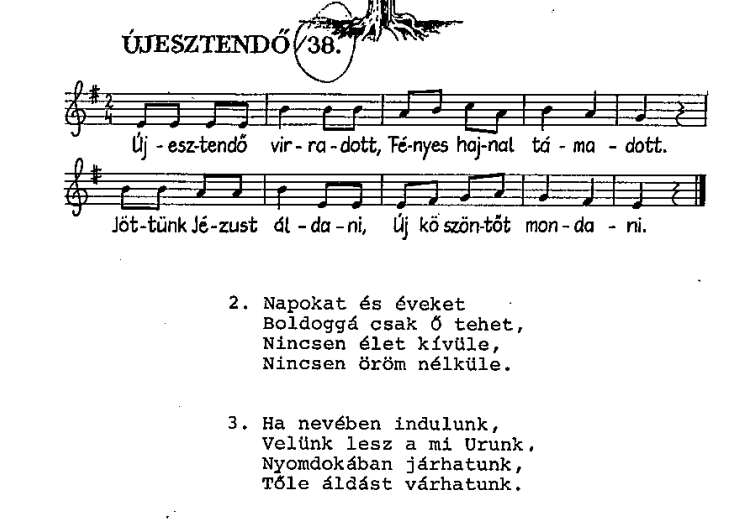 ÚJESZTENDŐ 38.
2
4
Új - esz-tendő vir - ra - dott, Fé-nyes haj-nal tá - ma - dott.
Jöt-tünk Jé-zust ál - da - ni, Új kö szön-tőt mon - da - ni.
2. Napokat és éveket
Boldoggá csak Ő tehet,
Nincsen élet kívüle,
Nincsen öröm nélküle.
3. Ha nevében indulunk,
Velünk lesz a mi Urunk.
Nyomdokában járhatunk,
Tőle áldást várhatunk.